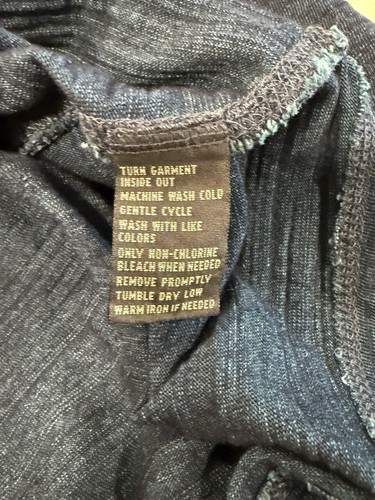 TURN GARMENT
INSIDE OUT
MACHINE WASH COLD
GENTLE CYCLE
WASH WITH LIKE
COLORS
ONLY NON-CHLORINE
BLEACH WHEN NEEDED
REMOVE PROMPTLY
TUMBLE DRY LOW
WARM IRON IF NEEDED